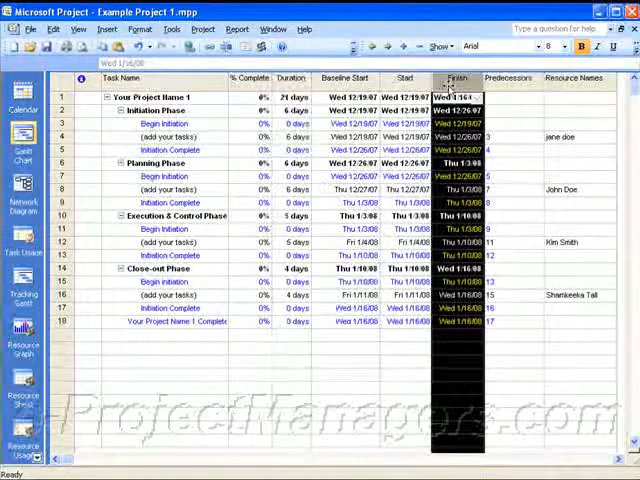 Microsoft Project - Example Project 1.mpp
File Edit View Insert Format Tools Project Report Window Help Type a question for help
Show Arial 8 B I U
Wed 1/16/08
Task Name % Complete Duration Baseline Start Start Finish Predecessors Resource Names
1 Your Project Name 1 0% 21 days Wed 12/19/07 Wed 12/19/07 Wed 1/16
2 Initiation Phase 0% 6 days Wed 12/19/07 Wed 12/19/07 Wed 12/26/07
3 Begin Initiation 0% 0 days Wed 12/19/07 Wed 12/19/07 Wed 12/19/07
4 (add your tasks) 0% 6 days Wed 12/19/07 Wed 12/19/07 Wed 12/26/07 3 jane doe
5 Initiation Complete 0% 0 days Wed 12/26/07 Wed 12/26/07 Wed 12/26/07 4
6 Planning Phase 0% 6 days Wed 12/26/07 Wed 12/26/07 Thu 1/3/08
7 Begin Initiation 0% 0 days Wed 12/26/07 Wed 12/26/07 Wed 12/26/07 5
8 (add your tasks) 0% 6 days Thu 12/27/07 Thu 12/27/07 Thu 1/3/08 7 John Doe
9 Initiation Complete 0% 0 days Thu 1/3/08 Thu 1/3/08 Thu 1/3/08 8
10 Execution & Control Phase 0% 5 days Thu 1/3/08 Thu 1/3/08 Thu 1/10/08
11 Begin Initiation 0% 0 days Thu 1/3/08 Thu 1/3/08 Thu 1/3/08 9
12 (add your tasks) 0% 5 days Fri 1/4/08 Fri 1/4/08 Thu 1/10/08 11 Kim Smith
13 Initiation Complete 0% 0 days Thu 1/10/08 Thu 1/10/08 Thu 1/10/08 12
14 Close-out Phase 0% 4 days Thu 1/10/08 Thu 1/10/08 Wed 1/16/08
15 Begin initiation 0% 0 days Thu 1/10/08 Thu 1/10/08 Thu 1/10/08 13
16 (add your tasks) 0% 4 days Fri 1/11/08 Fri 1/11/08 Wed 1/16/08 15 Shamkeeka Tall
17 Initiation Complete 0% 0 days Wed 1/16/08 Wed 1/16/08 Wed 1/16/08 16
18 Your Project Name 1 Complete 0% 0 days Wed 1/16/08 Wed 1/16/08 Wed 1/16/08 17
Calendar
Gantt
Chart
Network
Diagram
Task Usage
Tracking
Gantt
Resource
Graph
Resource
Sheet
Resource
ProjectManagers.com
Ready